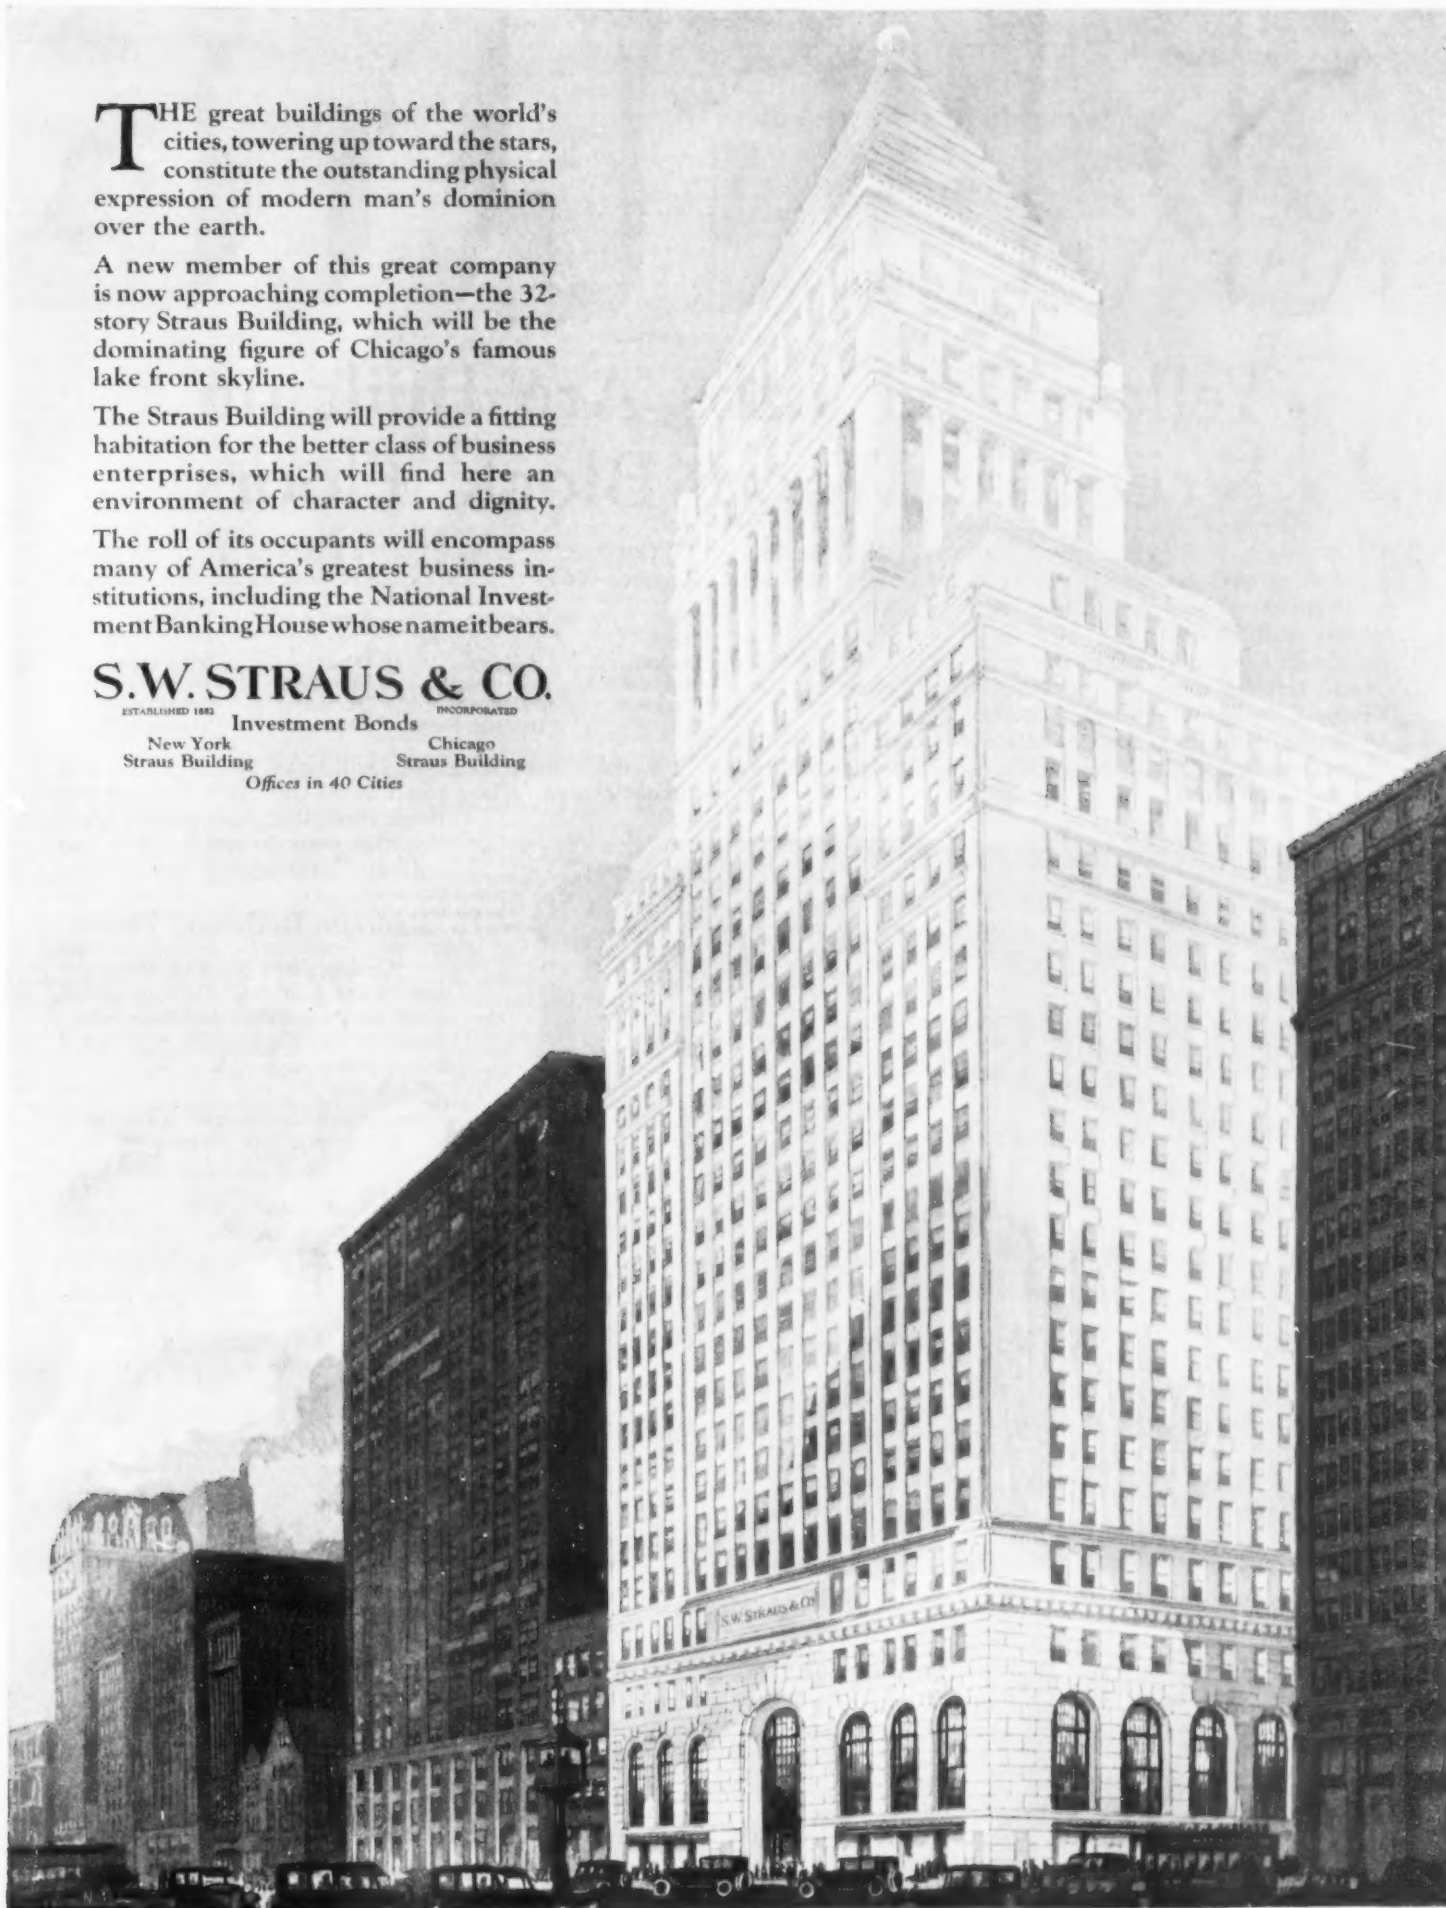 THE great buildings of the world's
cities, towering up toward the stars,
constitute the outstanding physical
expression of modern man's dominion
over the earth.
A new member of this great company
is now approaching completion—the 32-
story Straus Building, which will be the
dominating figure of Chicago's famous
lake front skyline.
The Straus Building will provide a fitting
habitation for the better class of business
enterprises, which will find here an
environment of character and dignity.
The roll of its occupants will encompass
many of America's greatest business in-
stitutions, including the National Invest-
ment Banking House whose name it bears.
S.W. STRAUS & CO.
ESTABLISHED 1882 INCORPORATED
Investment Bonds
New York Chicago
Straus Building Straus Building
Offices in 40 Cities
S.W. STRAUS & CO